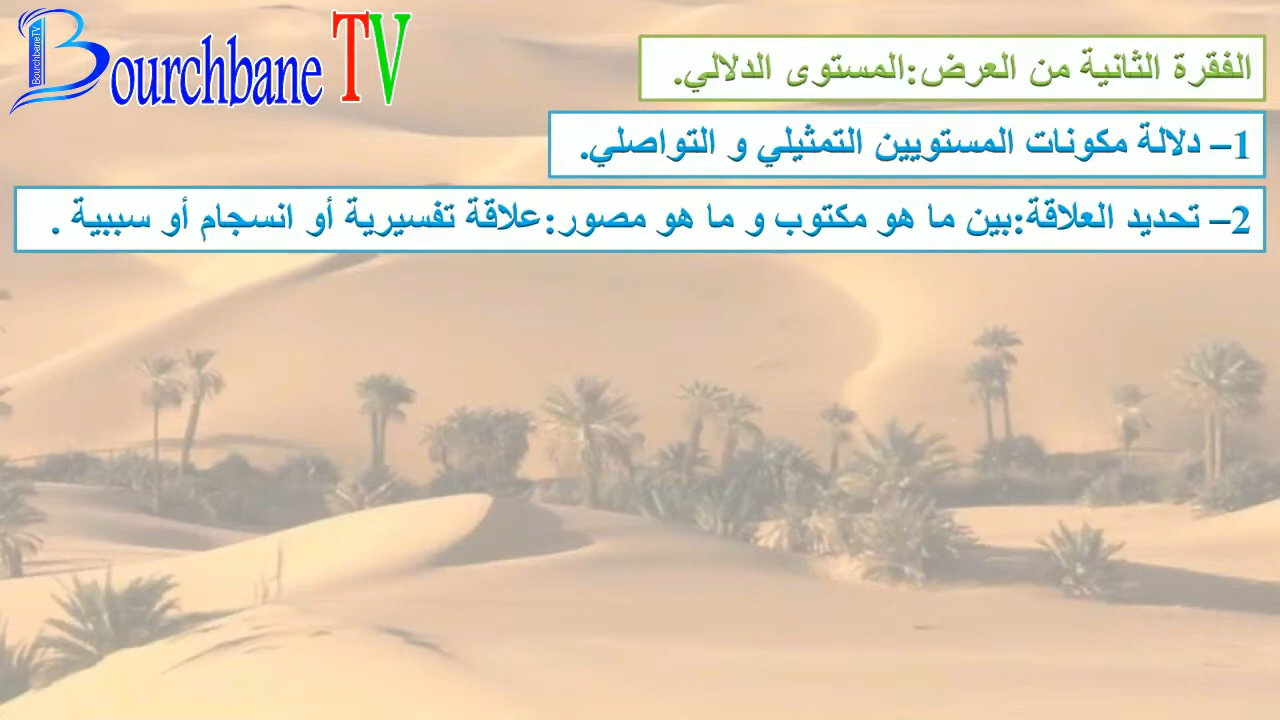 Bourchbane TV
BourchbaneTV
الفقرة الثانية من العرض:المستوى الدلالي.
1– دلالة مكونات المستويين التمثيلي و التواصلي.
2– تحديد العلاقة:بين ما هو مكتوب و ما هو مصور:علاقة تفسيرية أو انسجام أو سببية .